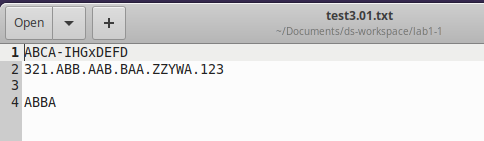 Open
+
test3.01.txt
~/Documents/ds-workspace/lab1-1
1 ABCA-IHGxDEFD
2 321.ABB.AAB.BAA.ZZYWA.123
3
4 ABBA